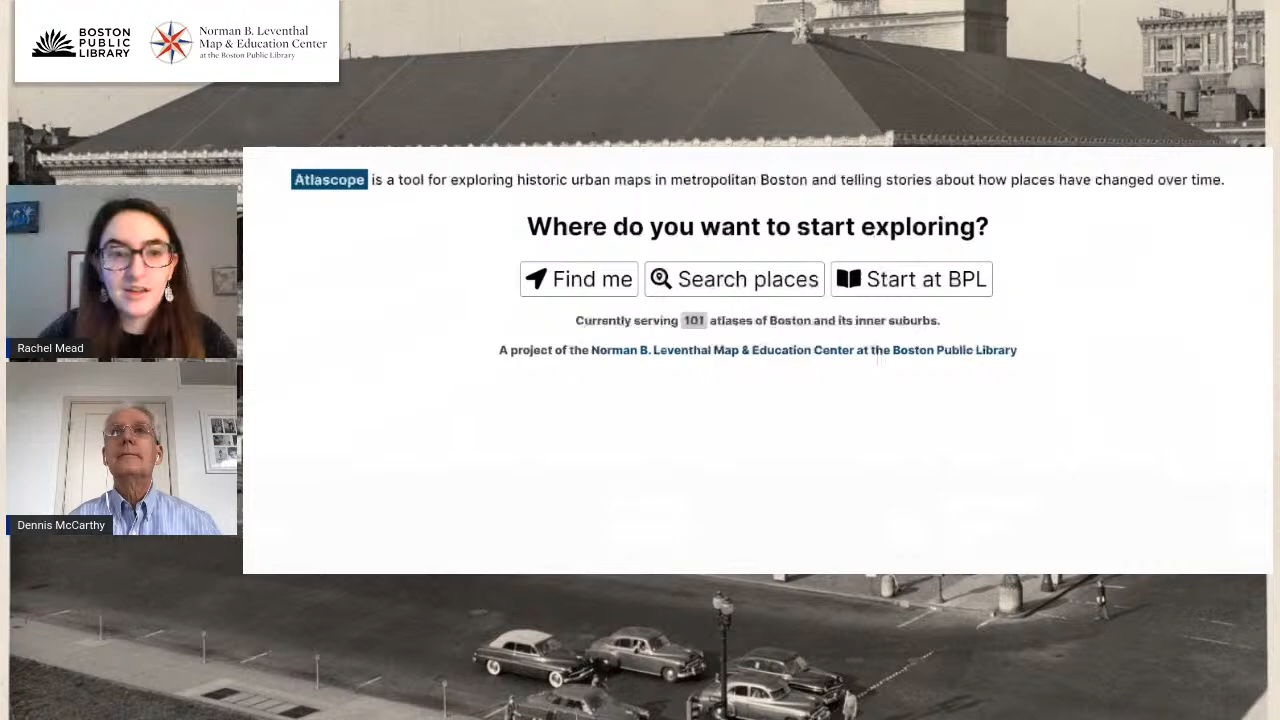 BOSTON
PUBLIC
LIBRARY
Norman B. Leventhal
Map & Education Center
at the Boston Public Library
Atlascope is a tool for exploring historic urban maps in metropolitan Boston and telling stories about how places have changed over time.
Where do you want to start exploring?
Find me
Search places
Start at BPL
Currently serving 101 atlases of Boston and its inner suburbs.
A project of the Norman B. Leventhal Map & Education Center at the Boston Public Library
Rachel Mead
Dennis McCarthy